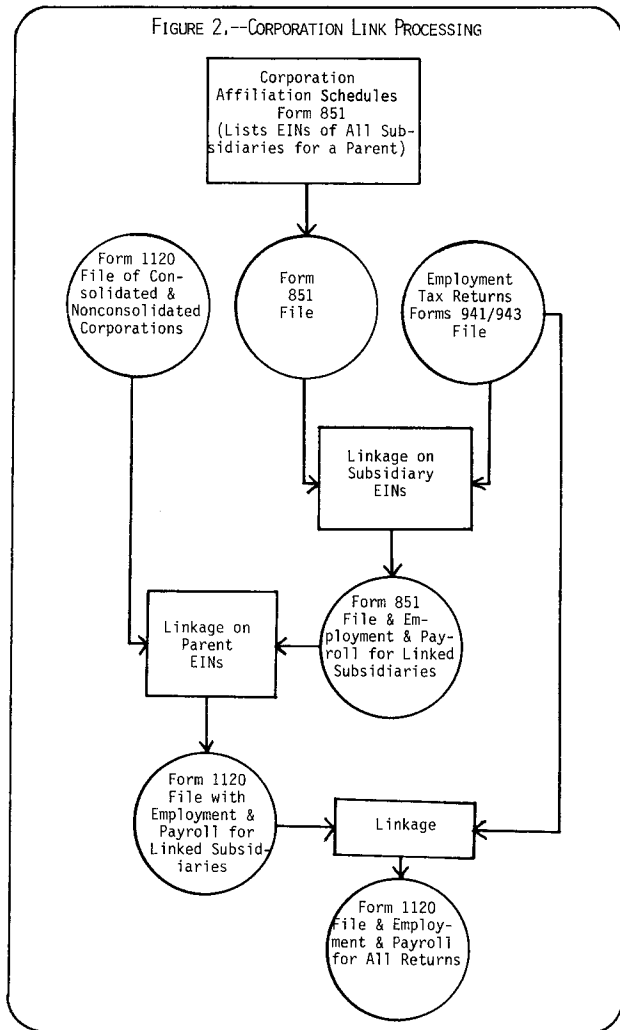 FIGURE 2.--CORPORATION LINK PROCESSING
Corporation
Affiliation Schedules
Form 851
(Lists EINs of All Sub-
sidiaries for a Parent)
Form 1120
File of Con-
solidated &
Nonconsolidated
Corporations
Form
851
File
Employment
Tax Returns
Forms 941/943
File
Linkage on
Subsidiary
EINs
Linkage on
Parent
EINs
Form 851
File & Em-
ployment & Pay-
roll for Linked
Subsidiaries
Form 1120
File with
Employment &
Payroll for
Linked Subsid-
iaries
Linkage
Form 1120
File & Employ-
ment & Payroll
for All Returns